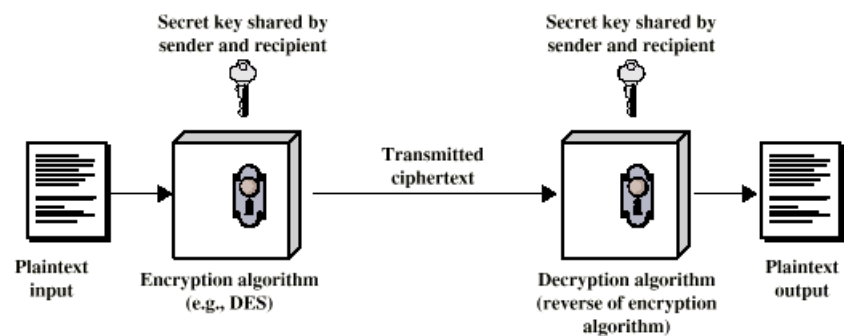 Secret key shared by
sender and recipient
Secret key shared by
sender and recipient
Transmitted
ciphertext
Plaintext
input
Encryption algorithm
(e.g., DES)
Decryption algorithm
(reverse of encryption
algorithm)
Plaintext
output